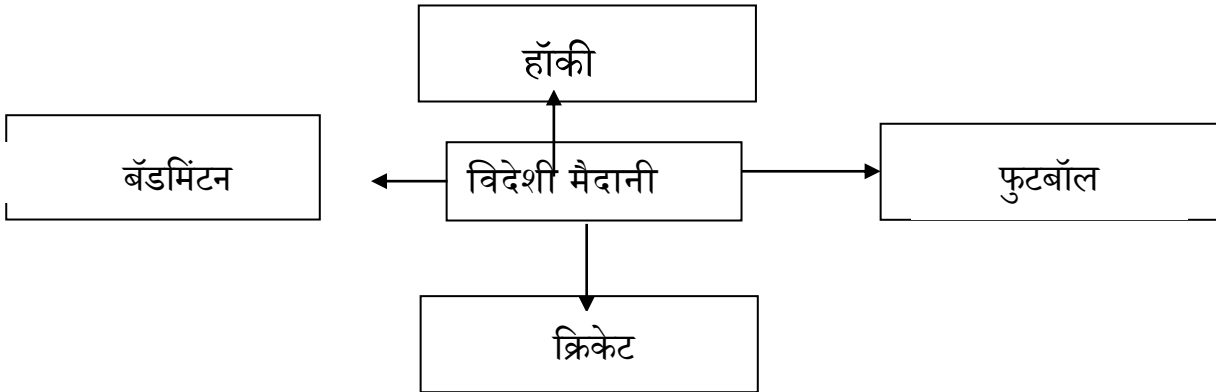 हॉकी
बॅडमिंटन
विदेशी मैदानी
फुटबॉल
क्रिकेट